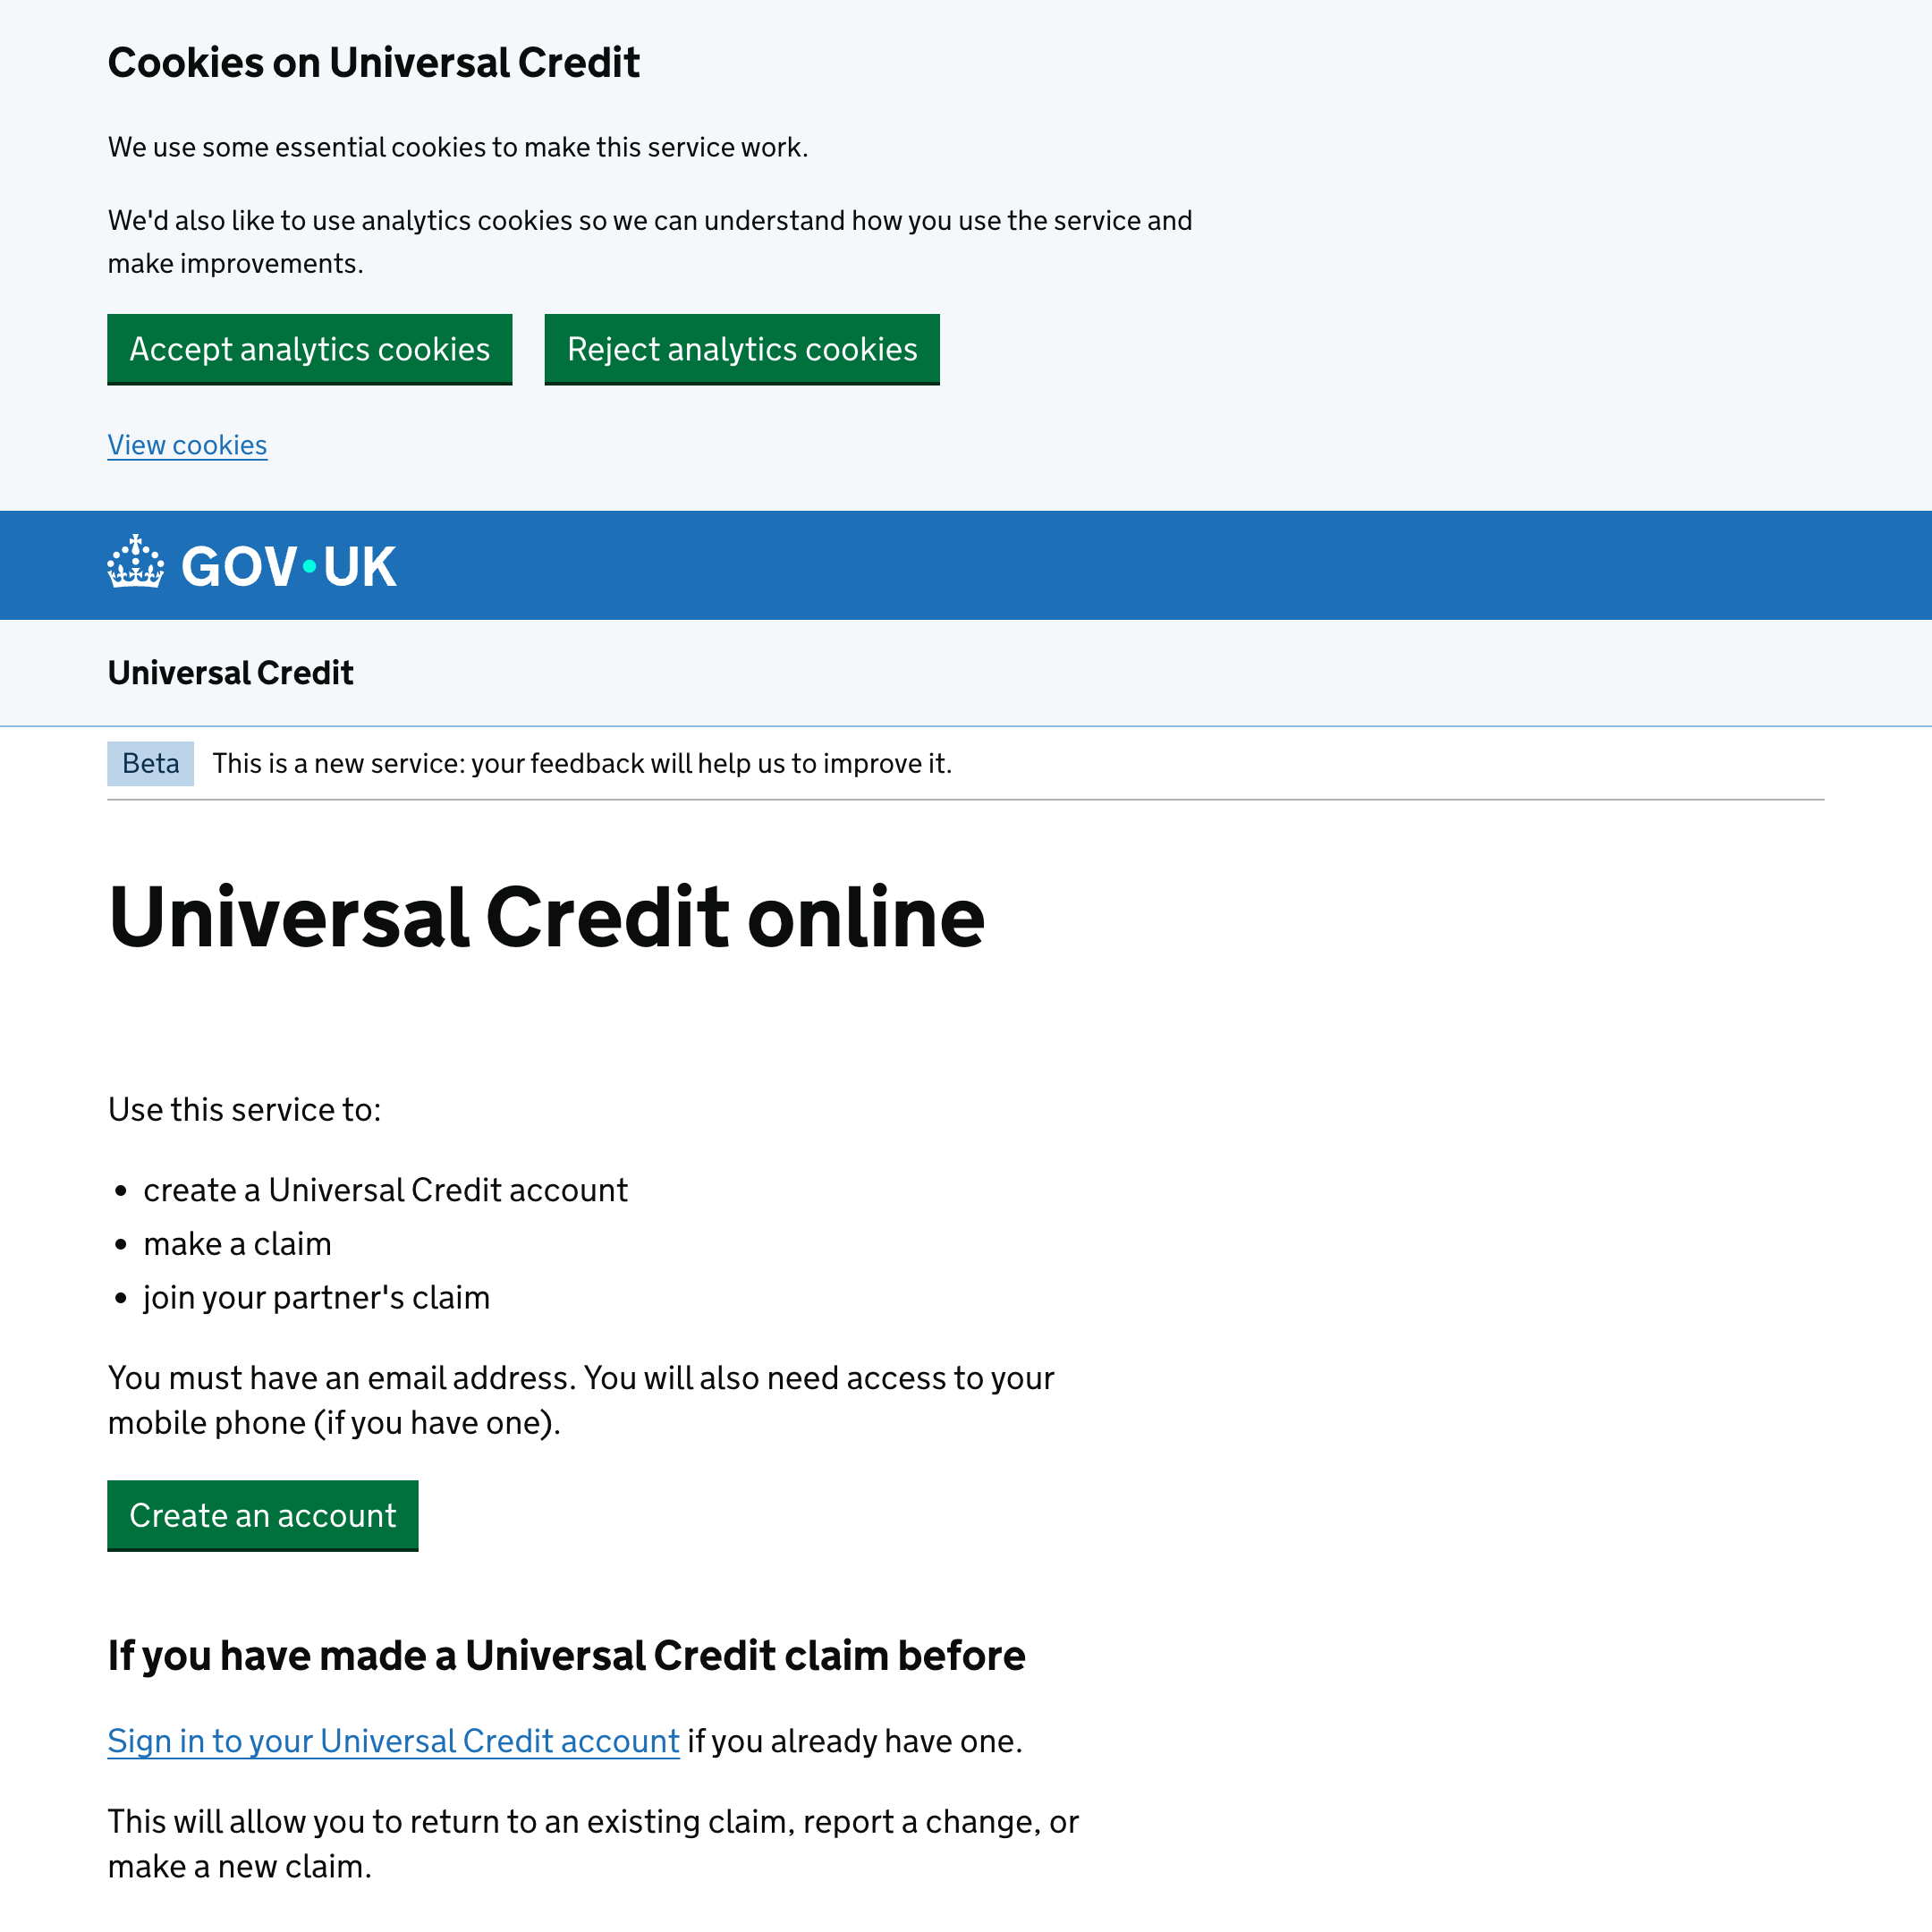 Cookies on Universal Credit
We use some essential cookies to make this service work.
We'd also like to use analytics cookies so we can understand how you use the service and
make improvements.
Accept analytics cookies
Reject analytics cookies
View cookies
GOV•UK
Universal Credit
Beta
This is a new service: your feedback will help us to improve it.
Universal Credit online
Use this service to:
• create a Universal Credit account
• make a claim
• join your partner's claim
You must have an email address. You will also need access to your
mobile phone (if you have one).
Create an account
If you have made a Universal Credit claim before
Sign in to your Universal Credit account if you already have one.
This will allow you to return to an existing claim, report a change, or
make a new claim.